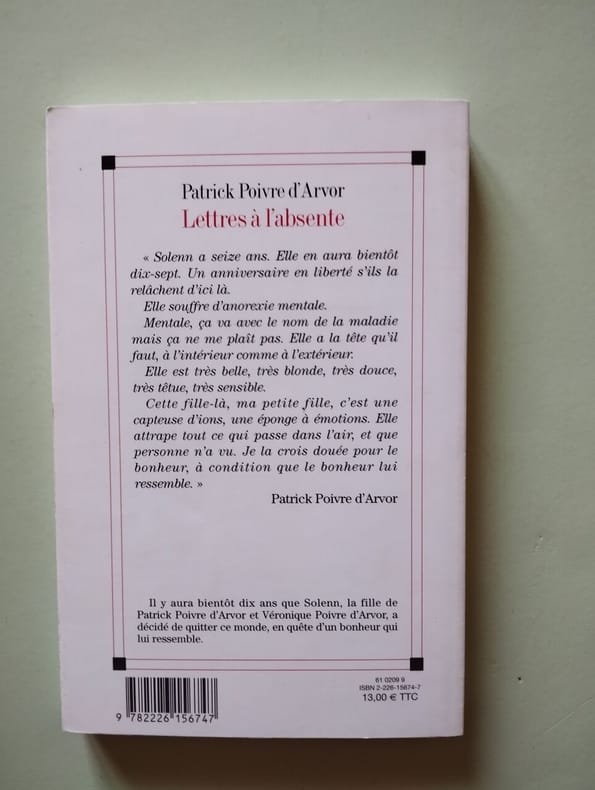 Patrick Poivre d'Arvor
Lettres à l'absente
« Solenn a seize ans. Elle en aura bientôt
dix-sept. Un anniversaire en liberté s'ils la
relâchent d'ici là.
Elle souffre d'anorexie mentale.
Mentale, ça va avec le nom de la maladie
mais ça ne me plaît pas. Elle a la tête qu'il
faut, à l'intérieur comme à l'extérieur.
Elle est très belle, très blonde, très douce,
très têtue, très sensible.
Cette fille-là, ma petite fille, c'est une
capteuse d'ions, une éponge à émotions. Elle
attrape tout ce qui passe dans l'air, et que
personne n'a vu. Je la crois douée pour le
bonheur, à condition que le bonheur lui
ressemble. »
Patrick Poivre d'Arvor
Il y aura bientôt dix ans que Solenn, la fille de
Patrick Poivre d'Arvor et Véronique Poivre d'Arvor, a
décidé de quitter ce monde, en quête d'un bonheur qui
lui ressemble.
61 0209 9
ISBN 2-226-15674-7
13,00 € TTC
9 782226 156747